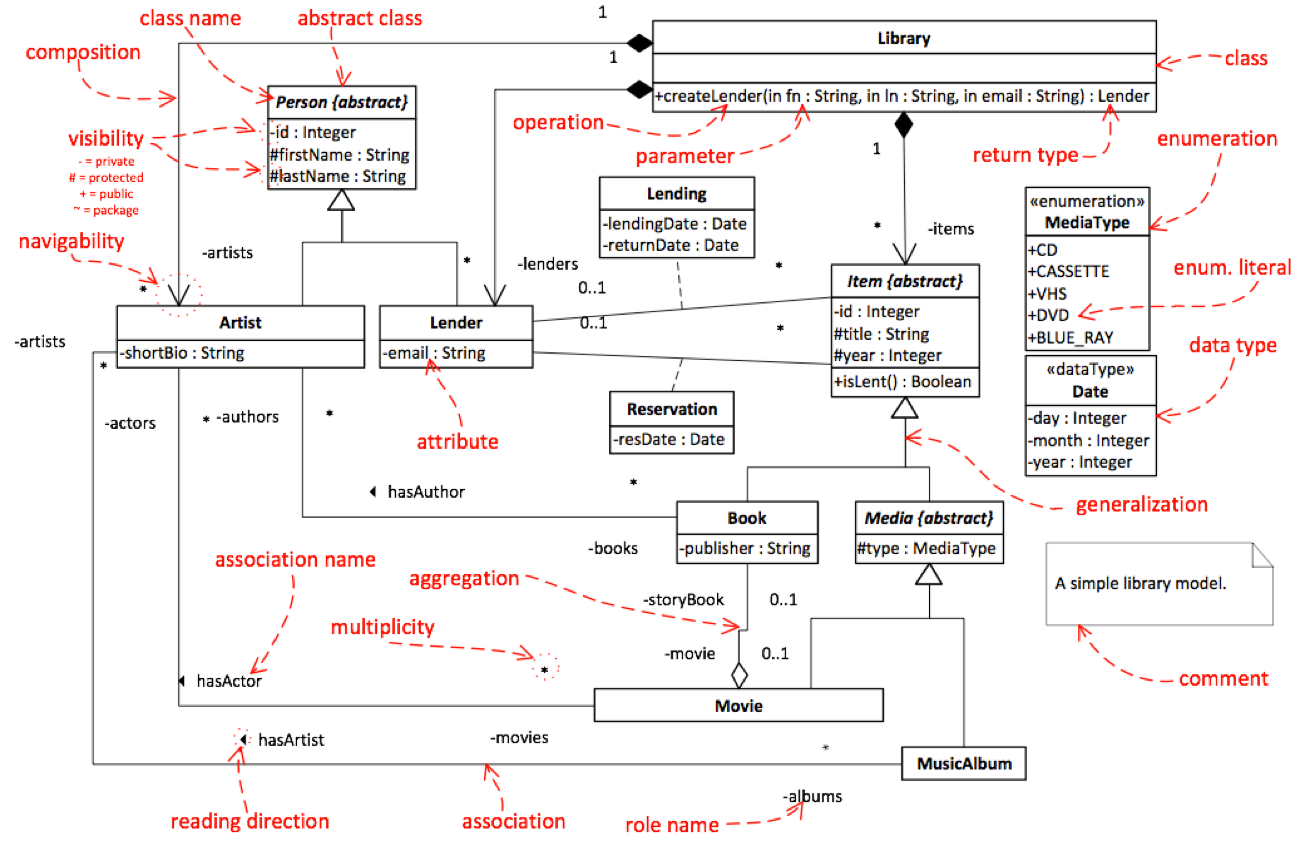 class name
abstract class
1
Library
composition
1
class
Person {abstract}
+createLender(in fn : String, in ln : String, in email : String) : Lender
operation
visibility
-id : Integer
- = private
# = protected
+ = public
~ = package
#firstName : String
#lastName : String
parameter
1
return type
enumeration
Lending
-lendingDate : Date
-returnDate : Date
«enumeration»
MediaType
+CD
+CASSETTE
+VHS
+DVD
+BLUE_RAY
navigability
-artists
*
-lenders
*
*
-items
enum. literal
Item {abstract}
-id : Integer
#title : String
#year : Integer
+isLent() : Boolean
*
0..1
0..1
*
Artist
-shortBio : String
Lender
-email : String
-artists
*
data type
«dataType»
Date
-day : Integer
-month : Integer
-year : Integer
-actors
*
-authors
*
attribute
Reservation
-resDate : Date
hasAuthor
*
generalization
Book
-publisher : String
Media {abstract}
#type : MediaType
-books
association name
aggregation
-storyBook
0..1
A simple library model.
multiplicity
*
-movie
0..1
hasActor
comment
Movie
hasArtist
-movies
*
MusicAlbum
-albums
reading direction
association
role name